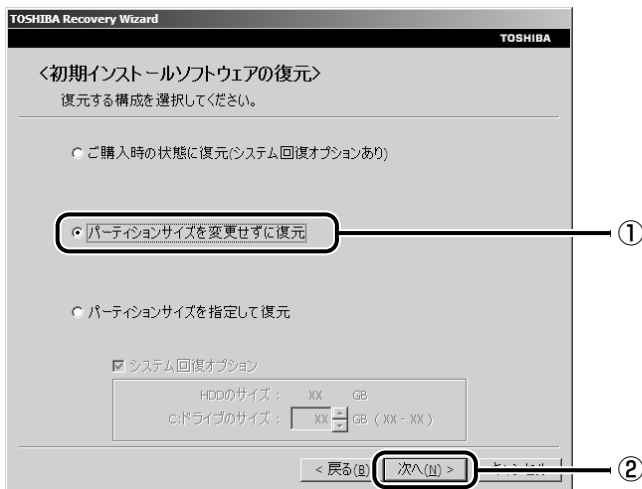 TOSHIBA Recovery Wizard
TOSHIBA
<初期インストールソフトウェアの復元>
復元する構成を選択してください。
ご購入時の状態に復元(システム回復オプションあり)
パーティションサイズを変更せずに復元
①
パーティションサイズを指定して復元
システム回復オプション
HDDのサイズ： XX GB
C:ドライブのサイズ： XX GB ( XX - XX )
< 戻る(B) 次へ(N) >
②